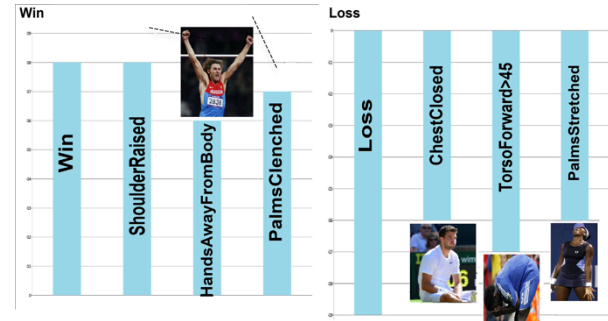 Win
Loss
Win
ShoulderRaised
HandsAwayFromBody
PalmsClenched
Loss
ChestClosed
TorsoForward>45
PalmsStretched